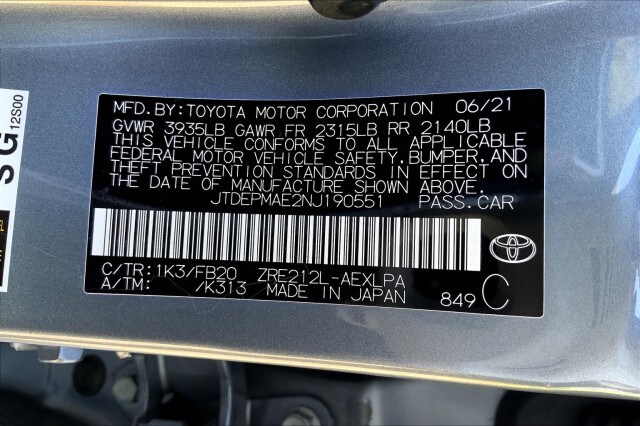 MFD.BY:TOYOTA MOTOR CORPORATION 06/21
GVWR 3935LB GAWR FR 2315LB RR 2140LB
THIS VEHICLE CONFORMS TO ALL APPLICABLE
FEDERAL MOTOR VEHICLE SAFETY,BUMPER,AND
THEFT PREVENTION STANDARDS IN EFFECT ON
THE DATE OF MANUFACTURE SHOWN ABOVE.
JTDEPMAE2NJ190551 PASS.CAR
C/TR:1K3/FB20 ZRE212L-AEXLPA
A/TM: /K313 MADE IN JAPAN 849 C
SG
12S00